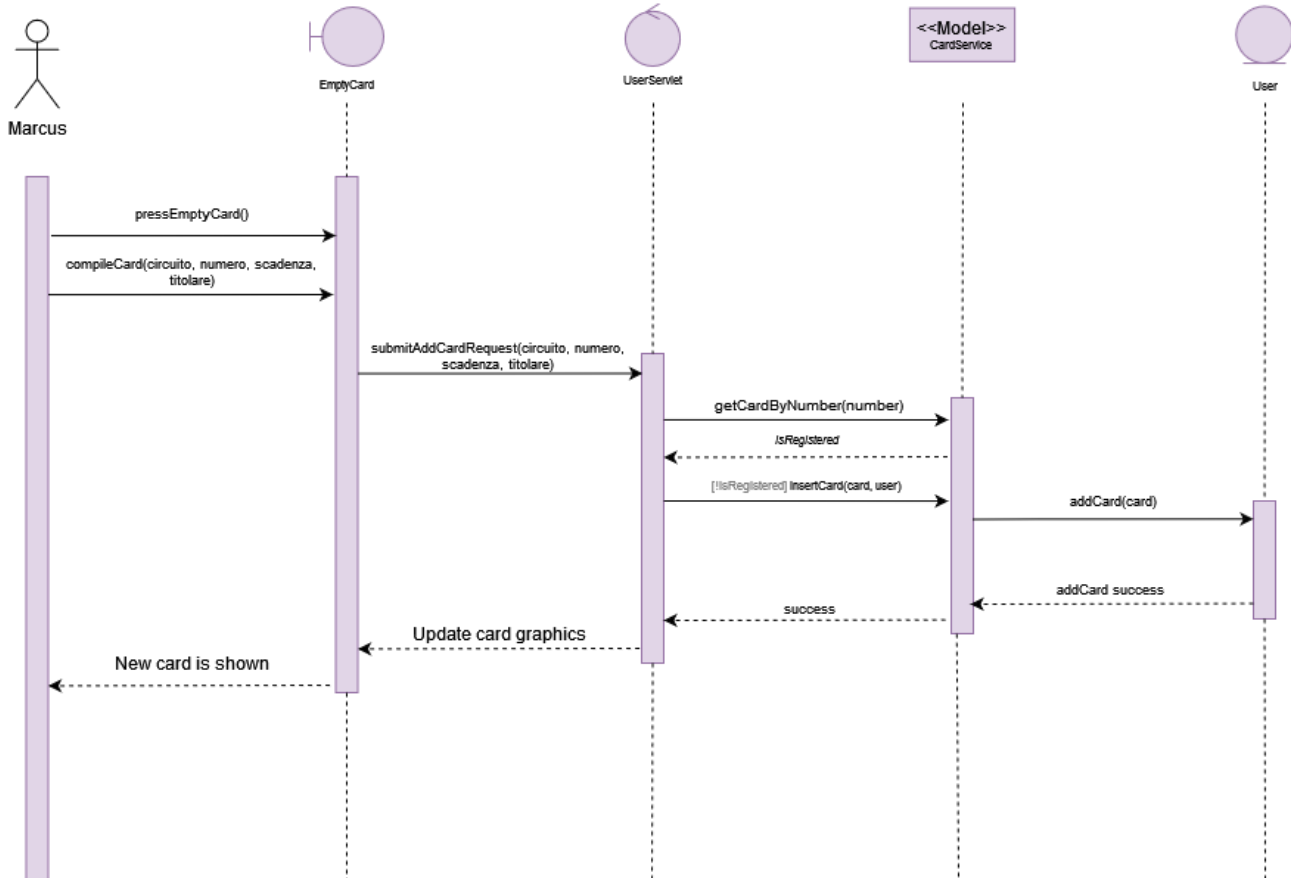 <<Model>>
CardService
EmptyCard
UserServlet
User
Marcus
pressEmptyCard()
compileCard(circuito, numero, scadenza,
titolare)
submitAddCardRequest(circuito, numero,
scadenza, titolare)
getCardByNumber(number)
isRegistered
[!isRegistered] insertCard(card, user)
addCard(card)
addCard success
success
Update card graphics
New card is shown